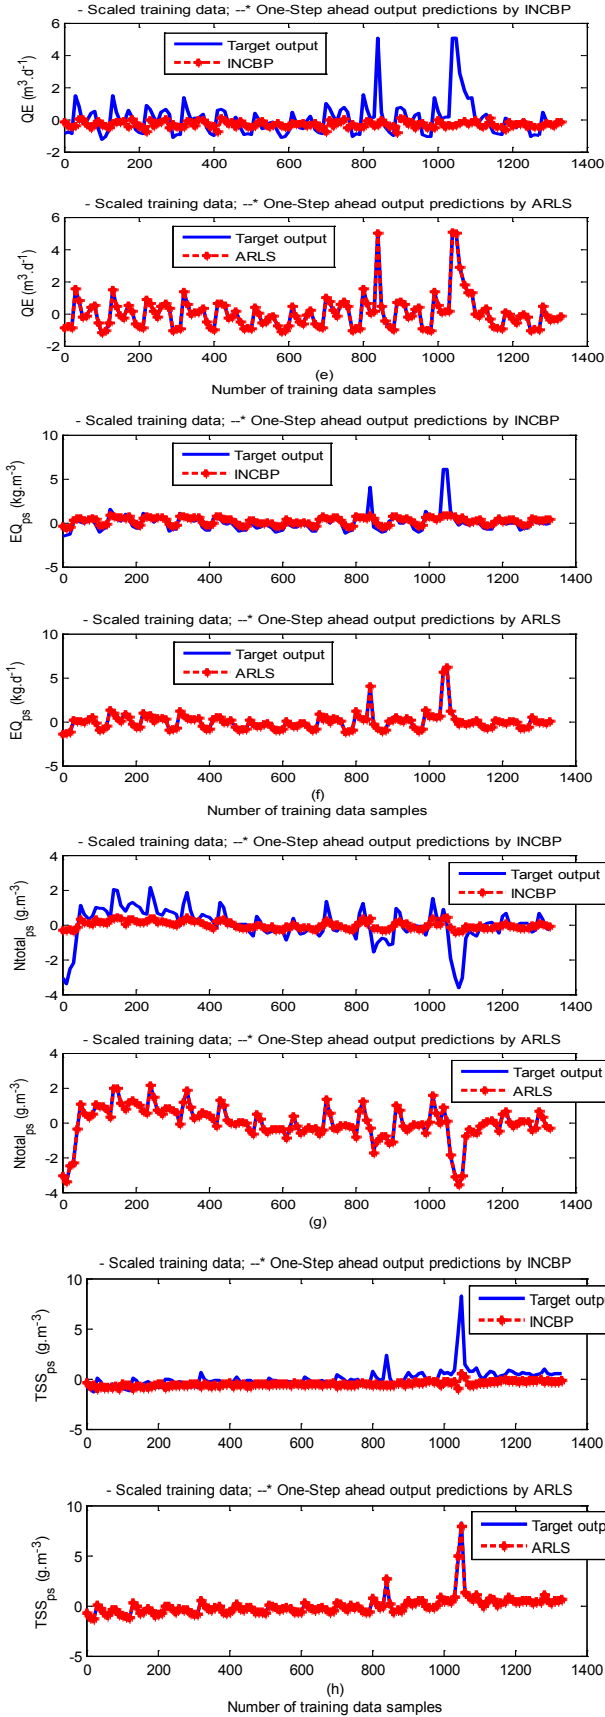 - Scaled training data; --* One-Step ahead output predictions by INCBP
6
4
2
0
-2
QE (m³.d⁻¹)
Target output
INCBP
0 200 400 600 800 1000 1200 1400
- Scaled training data; --* One-Step ahead output predictions by ARLS
6
4
2
0
-2
QE (m³.d⁻¹)
Target output
ARLS
0 200 400 600 800 1000 1200 1400
(e)
Number of training data samples
- Scaled training data; --* One-Step ahead output predictions by INCBP
10
5
0
-5
EQps (kg.m⁻³)
Target output
INCBP
0 200 400 600 800 1000 1200 1400
- Scaled training data; --* One-Step ahead output predictions by ARLS
10
5
0
-5
EQps (kg.d⁻¹)
Target output
ARLS
0 200 400 600 800 1000 1200 1400
(f)
Number of training data samples
- Scaled training data; --* One-Step ahead output predictions by INCBP
4
2
0
-2
-4
Ntotalps (g.m⁻³)
Target output
INCBP
0 200 400 600 800 1000 1200 1400
- Scaled training data; --* One-Step ahead output predictions by ARLS
4
2
0
-2
-4
Ntotalps (g.m⁻³)
Target output
ARLS
0 200 400 600 800 1000 1200 1400
(g)
- Scaled training data; --* One-Step ahead output predictions by INCBP
10
5
0
-5
TSSps (g.m⁻³)
Target outp
INCBP
0 200 400 600 800 1000 1200 1400
- Scaled training data; --* One-Step ahead output predictions by ARLS
10
5
0
-5
TSSps (g.m⁻³)
Target outp
ARLS
0 200 400 600 800 1000 1200 1400
(h)
Number of training data samples